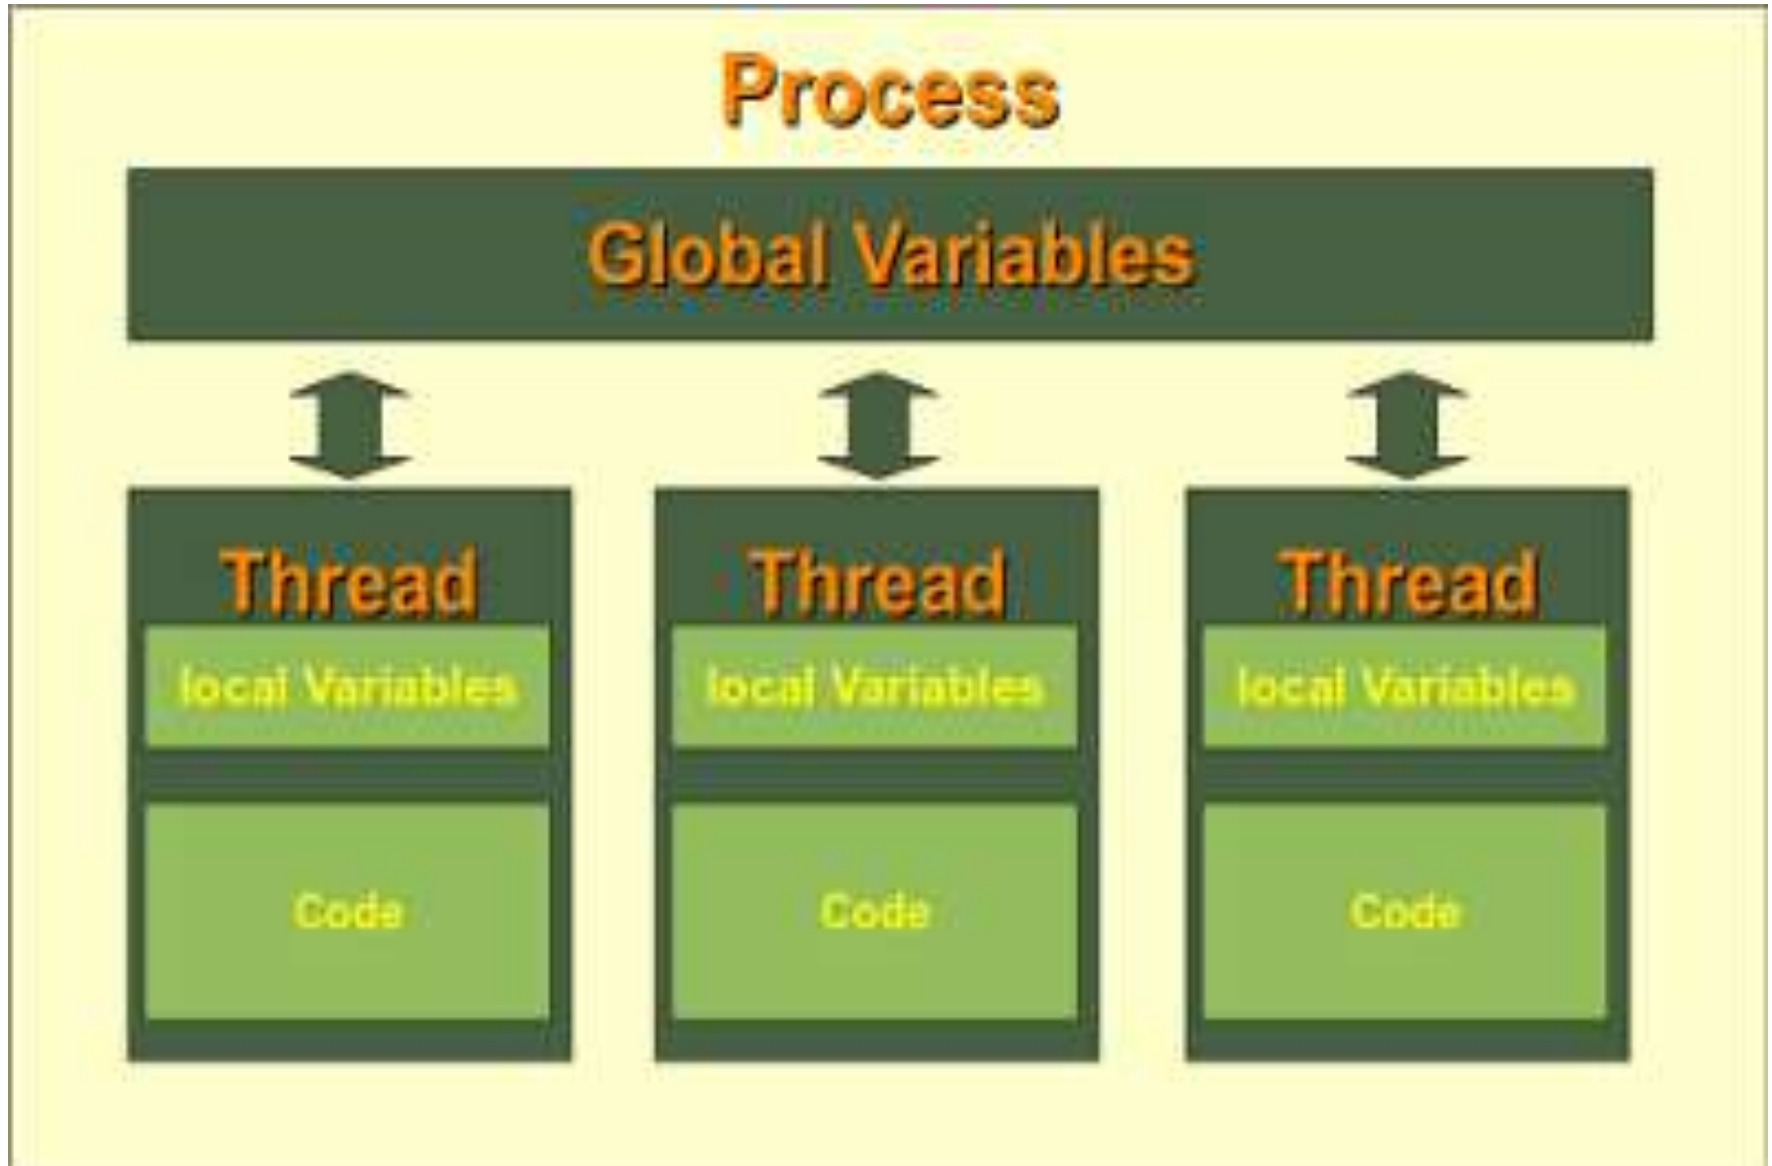 Process
Global Variables
Thread
local Variables
Code
Thread
local Variables
Code
Thread
local Variables
Code